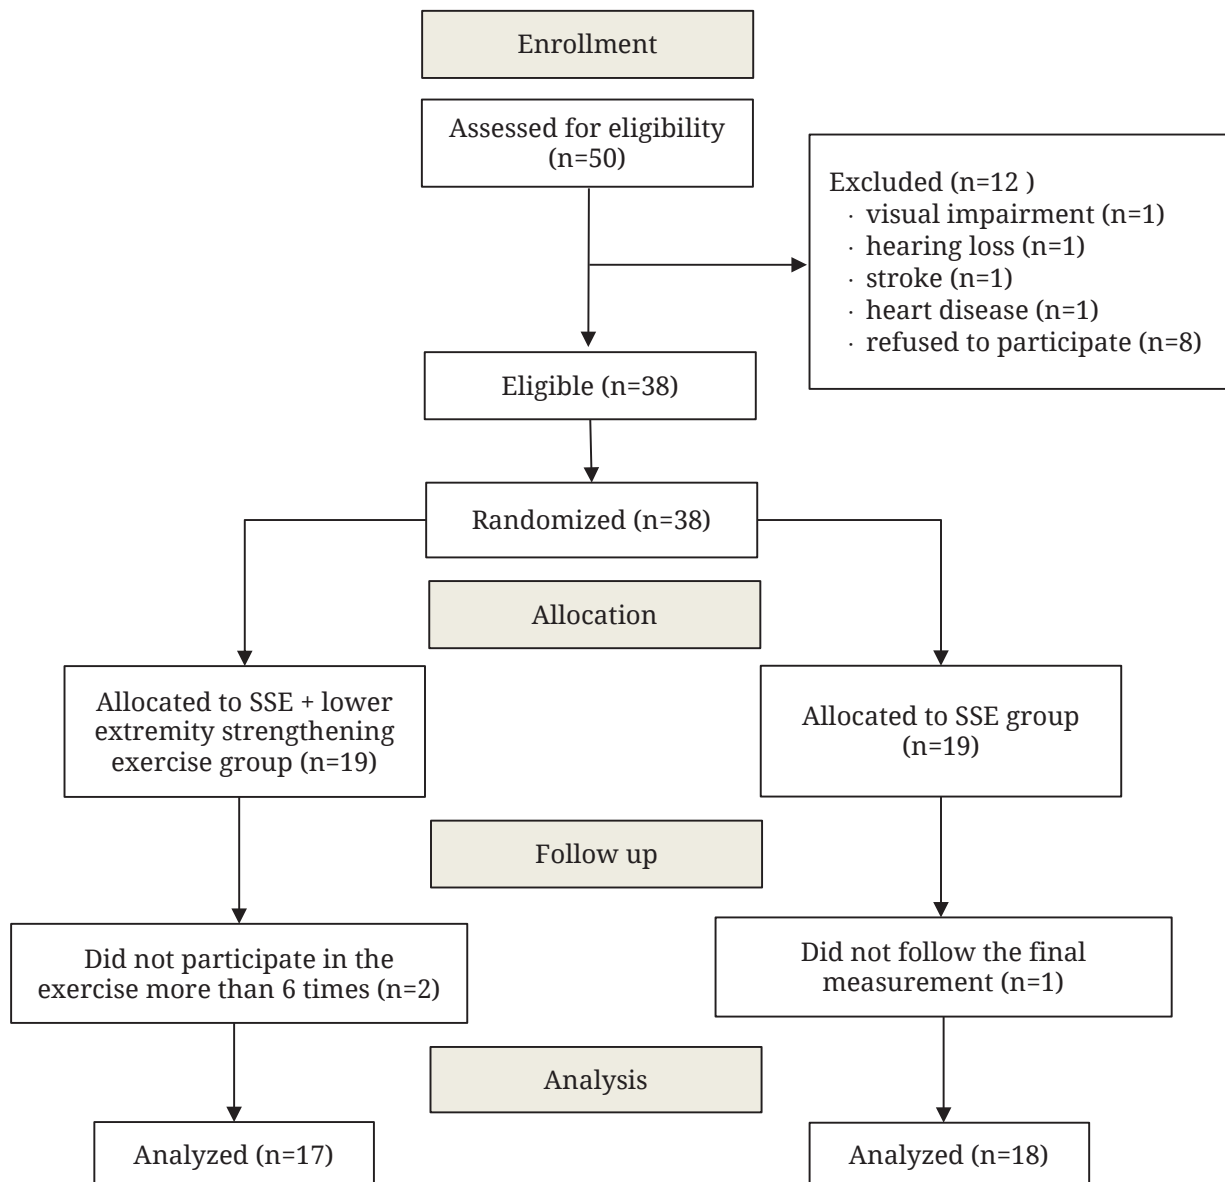 Enrollment
Assessed for eligibility
(n=50)
Excluded (n=12 )
· visual impairment (n=1)
· hearing loss (n=1)
· stroke (n=1)
· heart disease (n=1)
· refused to participate (n=8)
Eligible (n=38)
Randomized (n=38)
Allocation
Allocated to SSE + lower
extremity strengthening
exercise group (n=19)
Allocated to SSE group
(n=19)
Follow up
Did not participate in the
exercise more than 6 times (n=2)
Did not follow the final
measurement (n=1)
Analysis
Analyzed (n=17)
Analyzed (n=18)